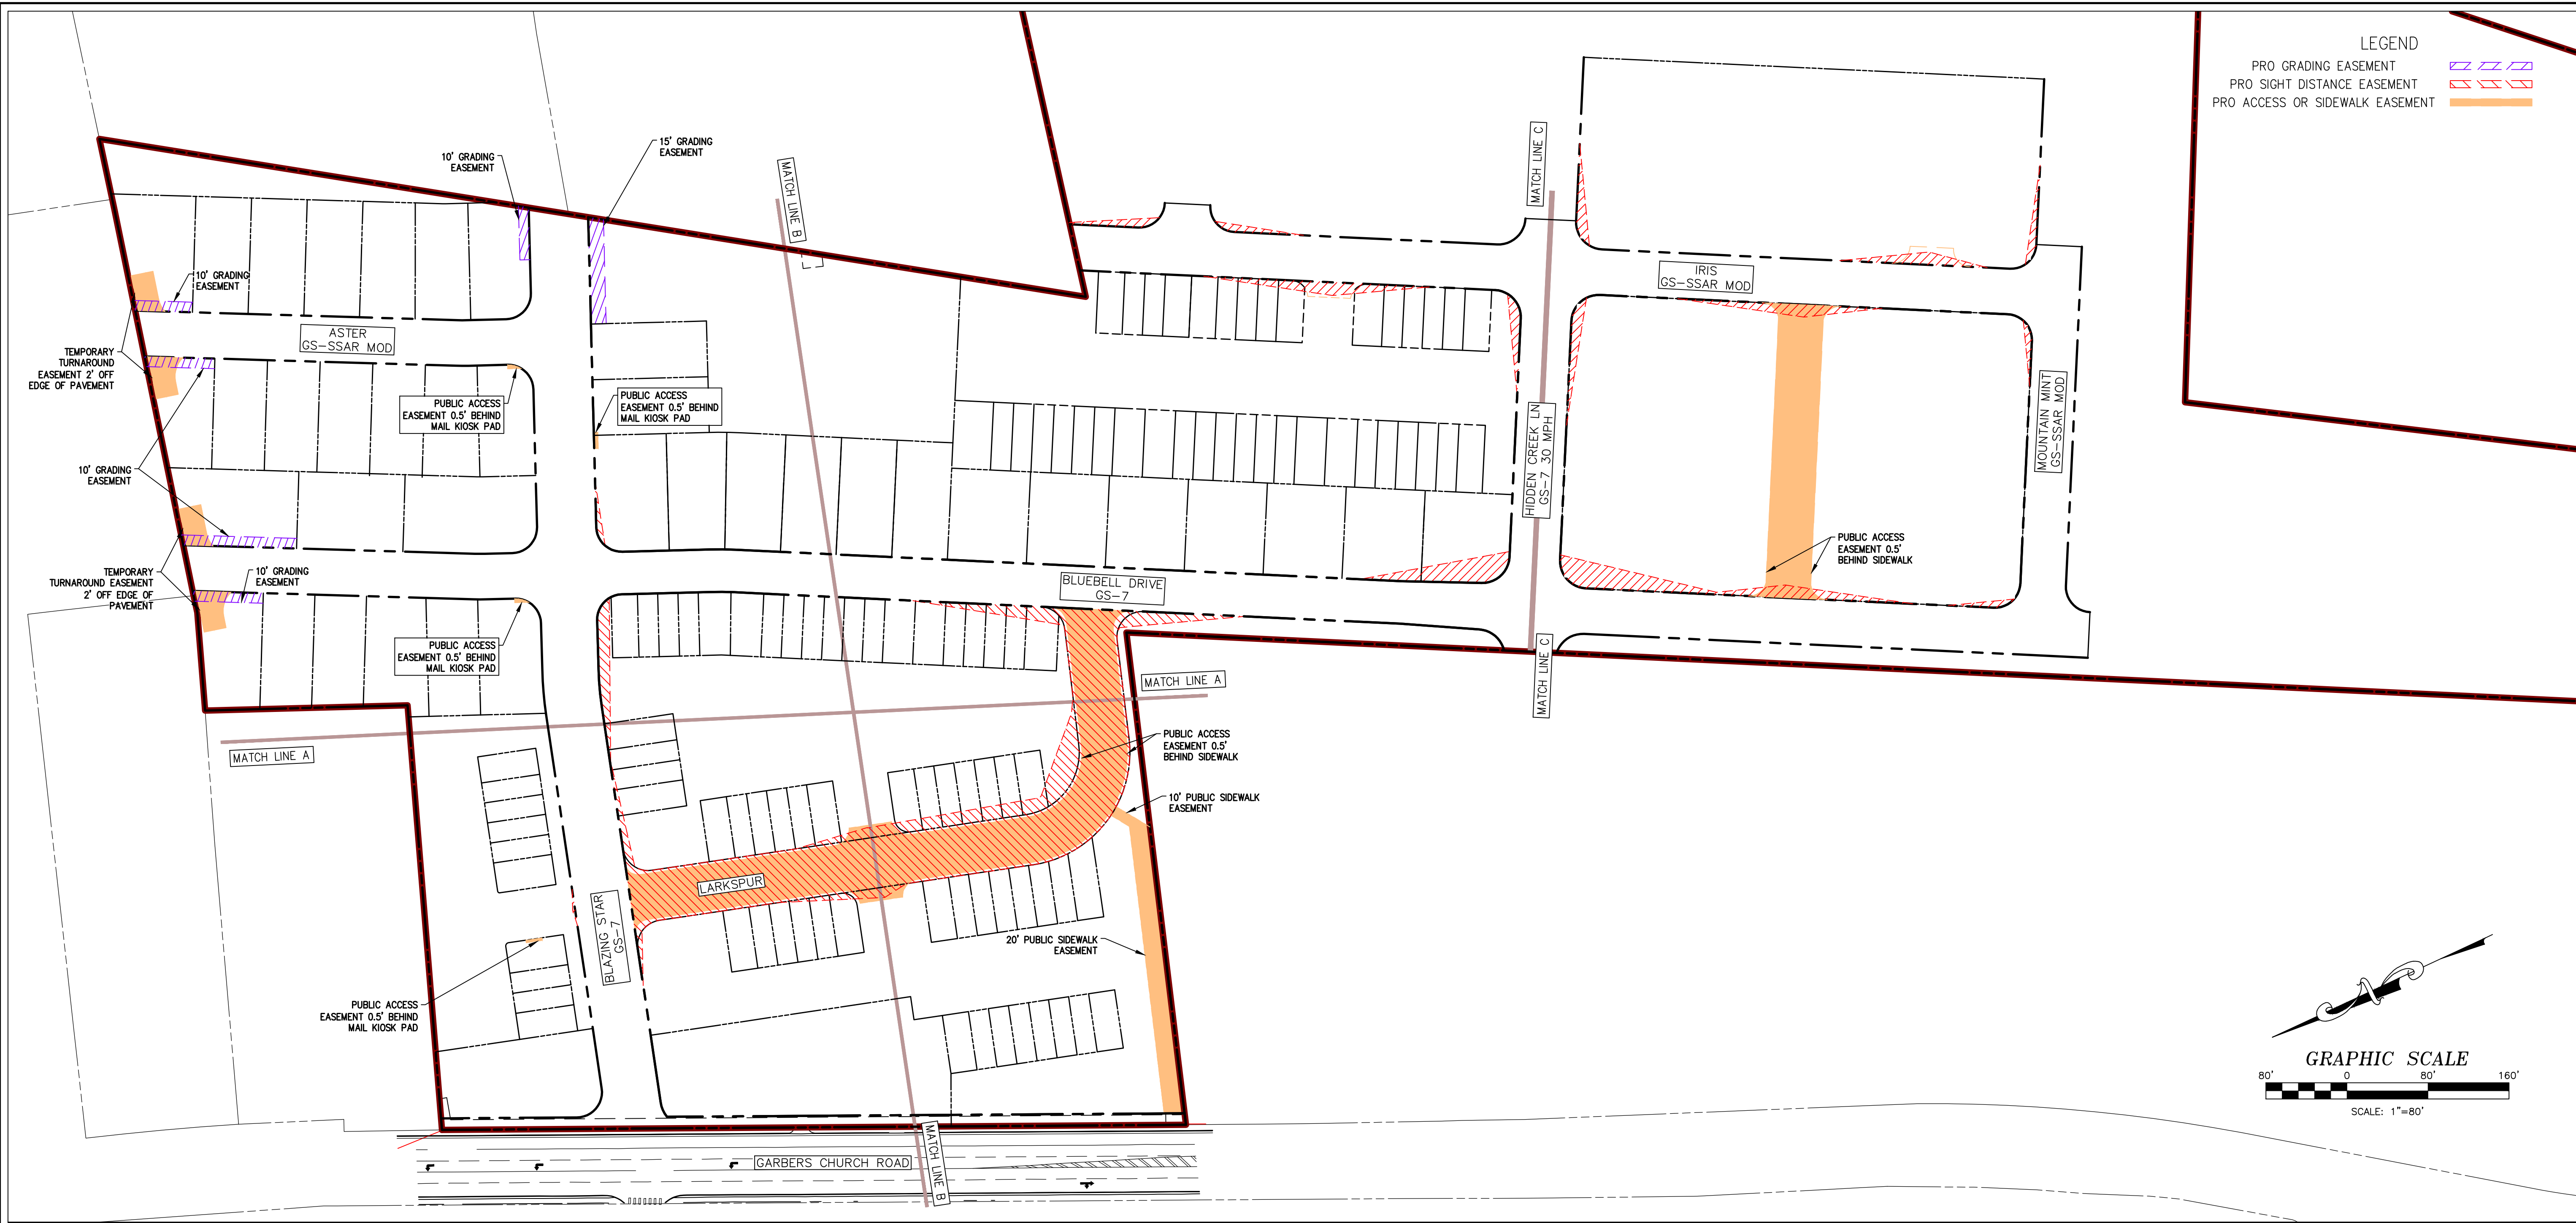 LEGEND
PRO GRADING EASEMENT
PRO SIGHT DISTANCE EASEMENT
PRO ACCESS OR SIDEWALK EASEMENT
10' GRADING
EASEMENT
15' GRADING
EASEMENT
MATCH LINE B
MATCH LINE C
10' GRADING
EASEMENT
ASTER
GS-SSAR MOD
IRIS
GS-SSAR MOD
TEMPORARY
TURNAROUND
EASEMENT 2' OFF
EDGE OF PAVEMENT
PUBLIC ACCESS
EASEMENT 0.5' BEHIND
MAIL KIOSK PAD
PUBLIC ACCESS
EASEMENT 0.5' BEHIND
MAIL KIOSK PAD
HIDDEN CREEK LN
GS-7 30 MPH
MOUNTAIN MINT
GS-SSAR MOD
10' GRADING
EASEMENT
PUBLIC ACCESS
EASEMENT 0.5'
BEHIND SIDEWALK
TEMPORARY
TURNAROUND EASEMENT
2' OFF EDGE OF
PAVEMENT
10' GRADING
EASEMENT
BLUEBELL DRIVE
GS-7
PUBLIC ACCESS
EASEMENT 0.5' BEHIND
MAIL KIOSK PAD
MATCH LINE C
MATCH LINE A
MATCH LINE A
PUBLIC ACCESS
EASEMENT 0.5'
BEHIND SIDEWALK
10' PUBLIC SIDEWALK
EASEMENT
LARKSPUR
BLAZING STAR
GS-7
20' PUBLIC SIDEWALK
EASEMENT
PUBLIC ACCESS
EASEMENT 0.5' BEHIND
MAIL KIOSK PAD
N
GRAPHIC SCALE
80' 0 80' 160'
SCALE: 1"=80'
GARBERS CHURCH ROAD
MATCH LINE B